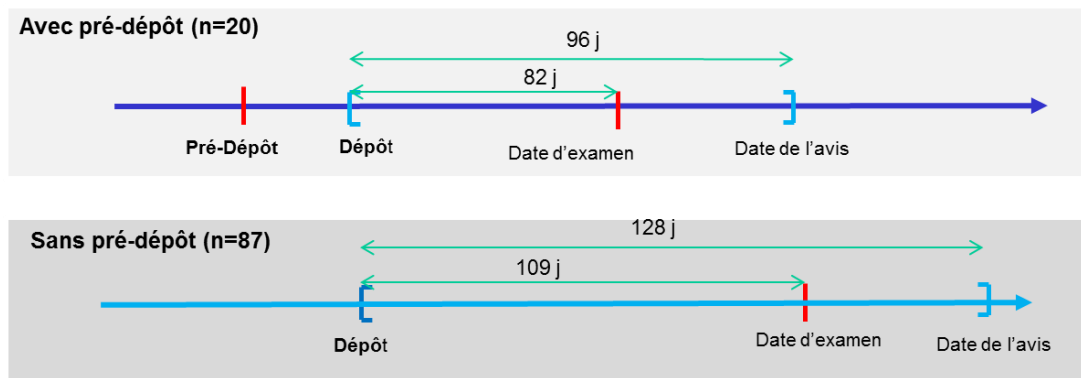 Avec pré-dépôt (n=20)
96 j
82 j
Pré-Dépôt
Dépôt
Date d'examen
Date de l'avis
Sans pré-dépôt (n=87)
128 j
109 j
Dépôt
Date d'examen
Date de l'avis